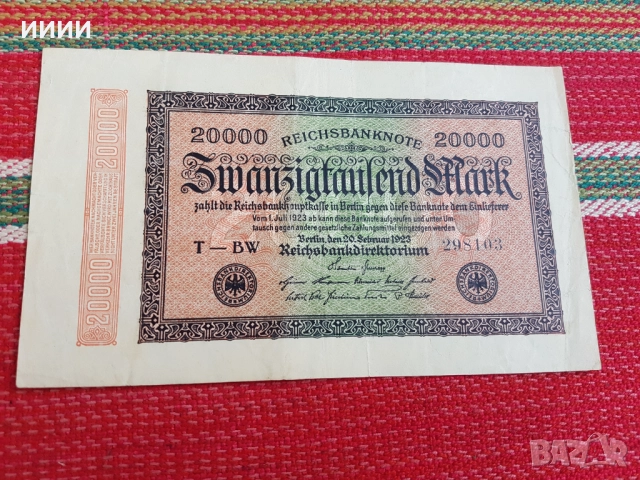 ииии
20000 REICHSBANKNOTE 20000
Zwanzigtausend Mark
zahlt die Reichsbankhauptkasse in Berlin gegen diese Banknote dem Einlieferer
Vom 1. Juli 1923 ab kann diese Banknote aufgerufen und unter Um-
tausch gegen andere gesetzliche Zahlungsmittel eingezogen werden
Berlin, den 20. Februar 1923
T — BW 298103
Reichsbankdirektorium
20000
20000
BAZAR